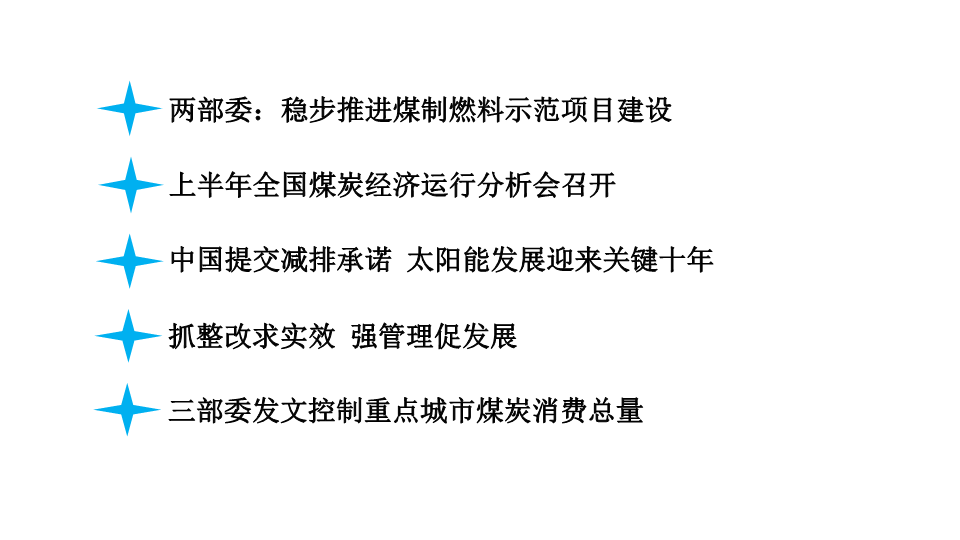 两部委：稳步推进煤制燃料示范项目建设
上半年全国煤炭经济运行分析会召开
中国提交减排承诺 太阳能发展迎来关键十年
抓整改求实效 强管理促发展
三部委发文控制重点城市煤炭消费总量